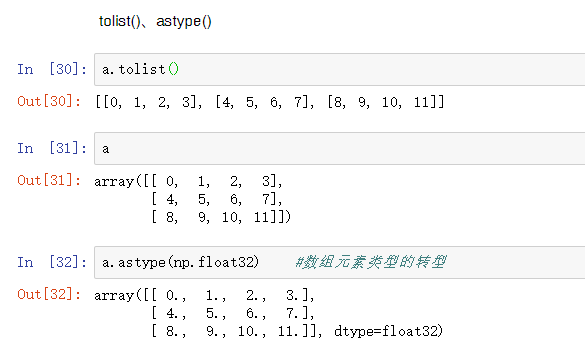 tolist()、astype()
In [30]: a.tolist()
Out[30]: [[0, 1, 2, 3], [4, 5, 6, 7], [8, 9, 10, 11]]
In [31]: a
Out[31]: array([[ 0,  1,  2,  3],
       [ 4,  5,  6,  7],
       [ 8,  9, 10, 11]])
In [32]: a.astype(np.float32)    #数组元素类型的转型
Out[32]: array([[ 0.,  1.,  2.,  3.],
       [ 4.,  5.,  6.,  7.],
       [ 8.,  9., 10., 11.]], dtype=float32)